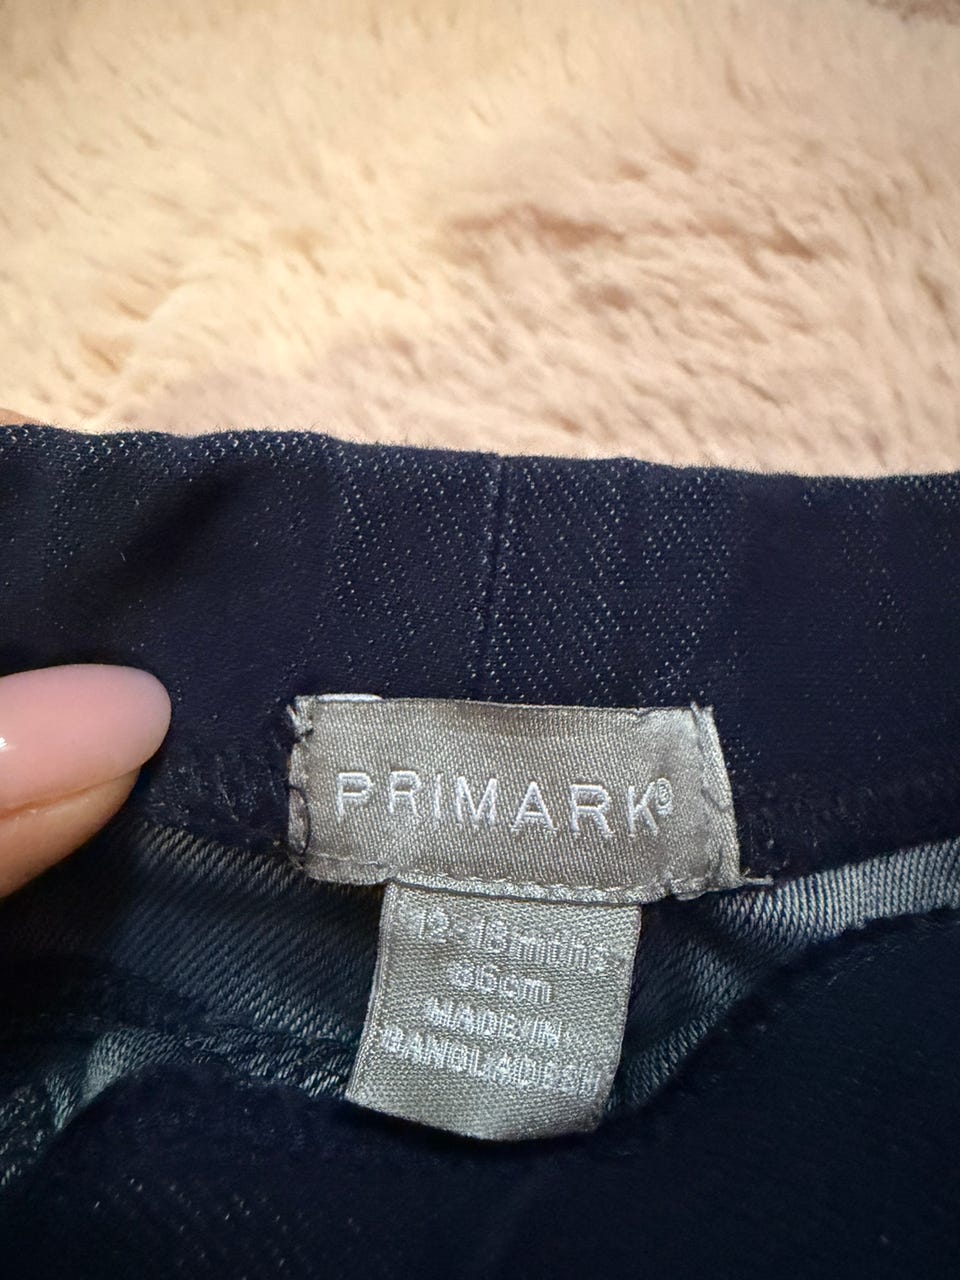 PRIMARK®
12-18 mths
86cm
MADE IN
BANGLADESH